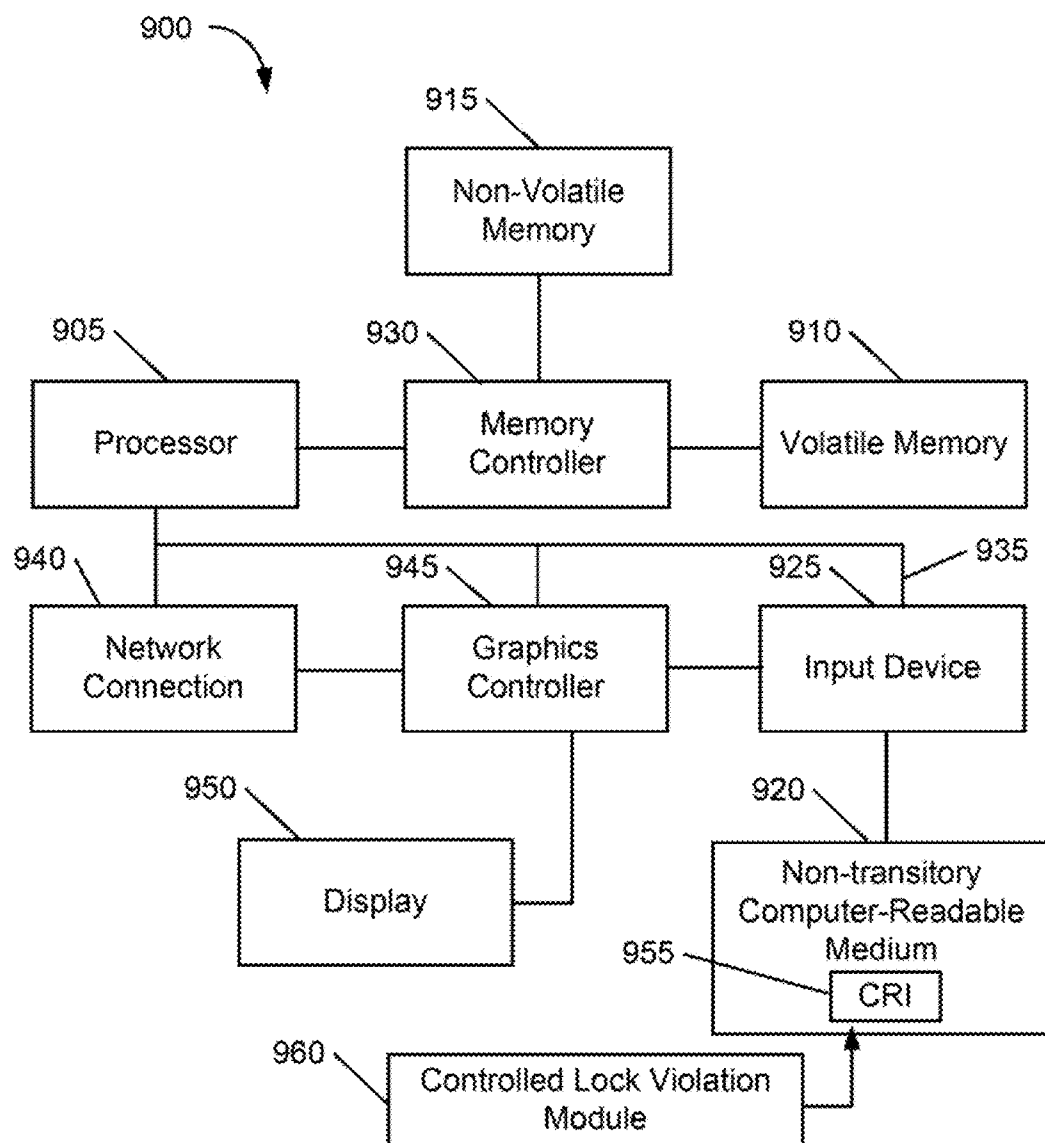 900
915
Non-Volatile
Memory
905
930
910
Processor
Memory
Controller
Volatile Memory
940
945
925
935
Network
Connection
Graphics
Controller
Input Device
950
920
Display
Non-transitory
Computer-Readable
Medium
955
CRI
960
Controlled Lock Violation
Module